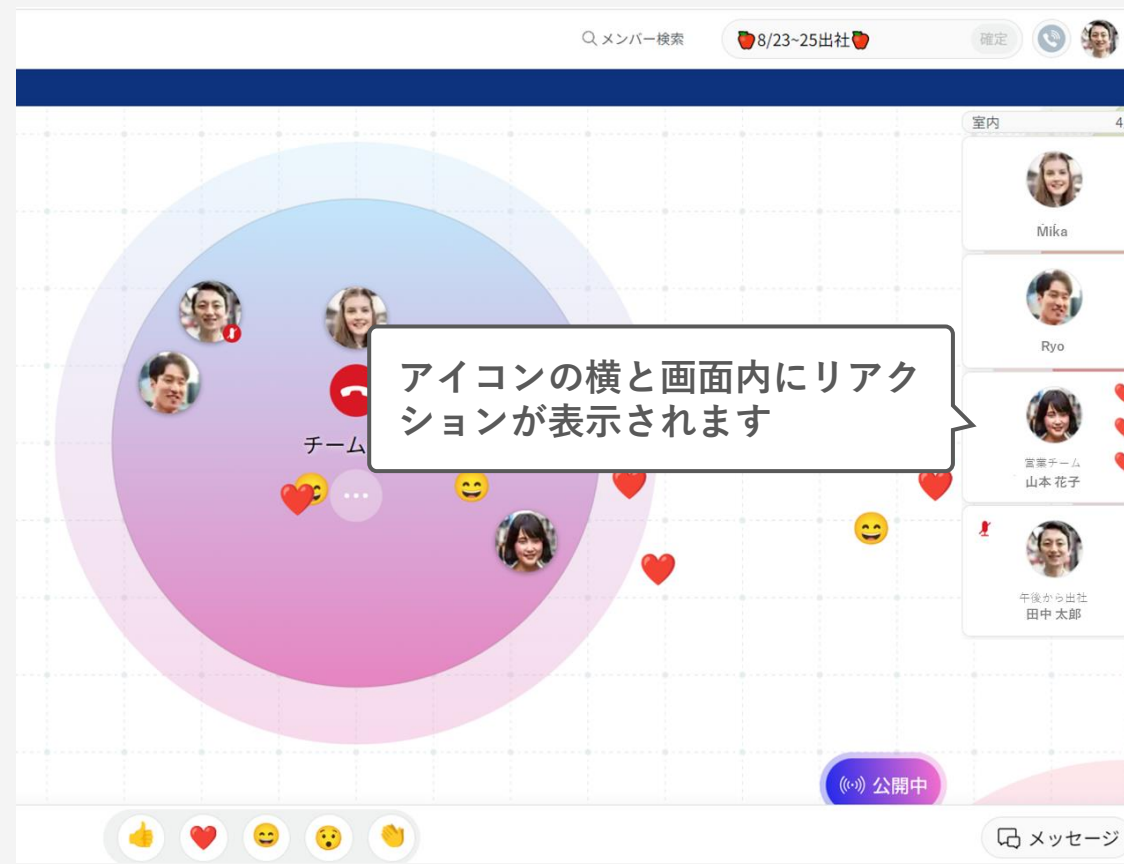 メンバー検索
🍎8/23~25出社🍎
確定
室内
4
Mika
Ryo
アイコンの横と画面内にリアク
ションが表示されます
チーム
営業チーム
山本 花子
午後から出社
田中 太郎
公開中
メッセージ